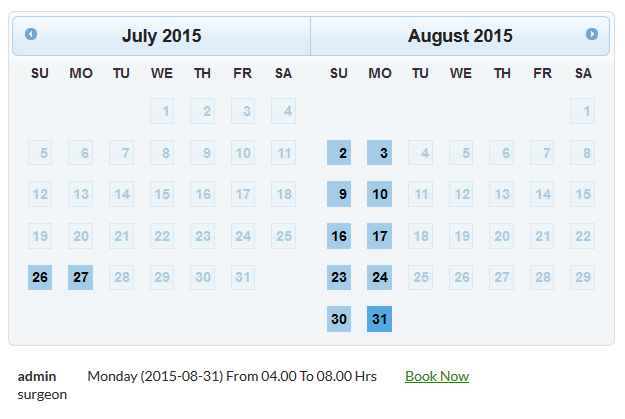 July 2015 August 2015
SU MO TU WE TH FR SA SU MO TU WE TH FR SA
1 2 3 4 1
5 6 7 8 9 10 11 2 3 4 5 6 7 8
12 13 14 15 16 17 18 9 10 11 12 13 14 15
19 20 21 22 23 24 25 16 17 18 19 20 21 22
26 27 28 29 30 31 23 24 25 26 27 28 29
30 31
admin Monday (2015-08-31) From 04.00 To 08.00 Hrs Book Now
surgeon